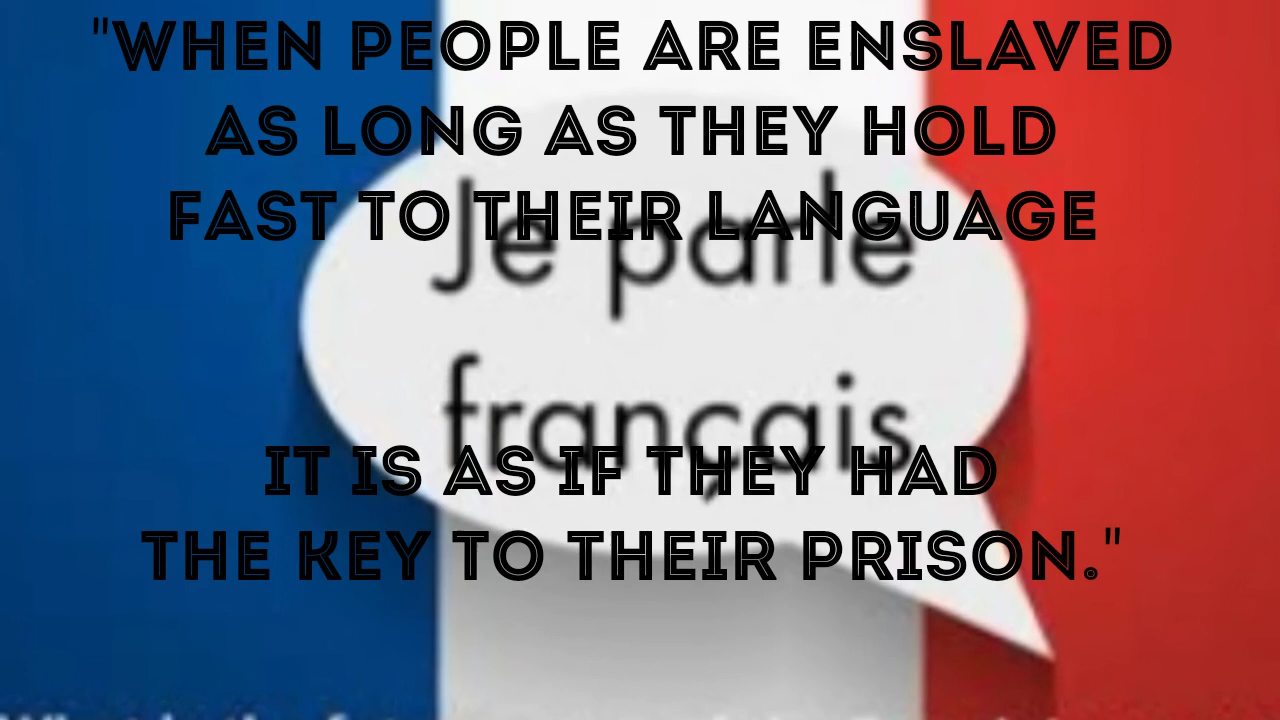 "WHEN PEOPLE ARE ENSLAVED
AS LONG AS THEY HOLD
FAST TO THEIR LANGUAGE
Je parle
français
IT IS AS IF THEY HAD
THE KEY TO THEIR PRISON."